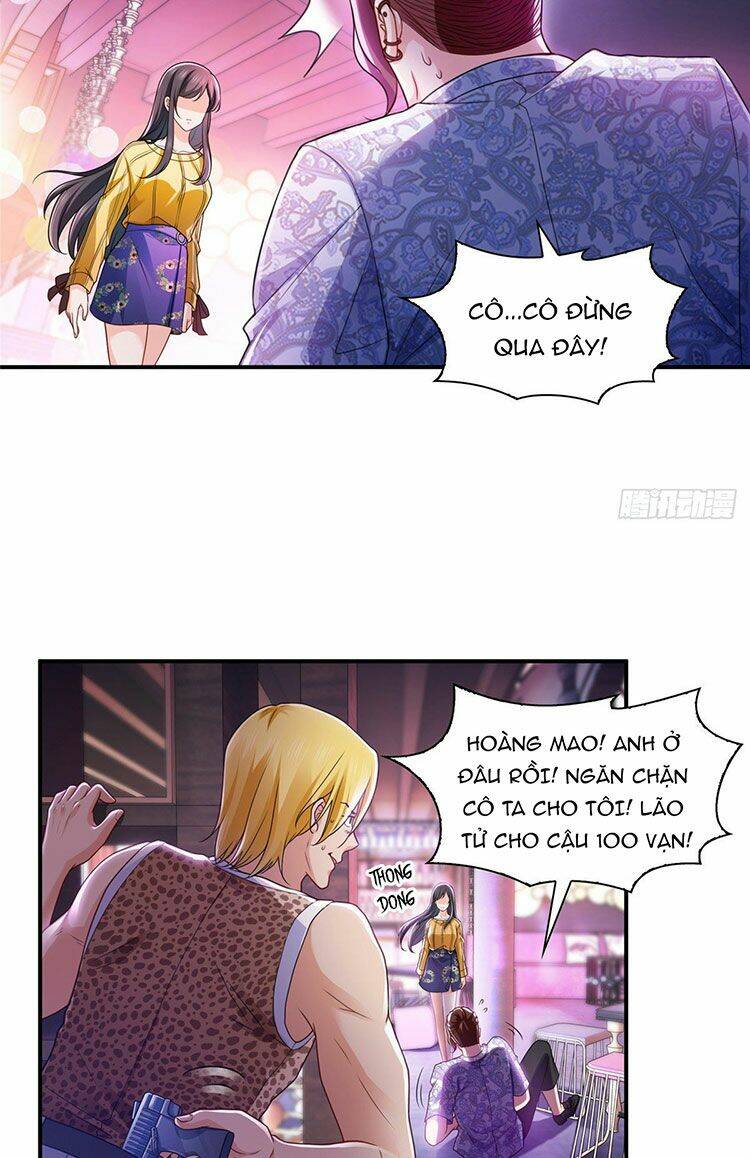 CÔ...CÔ ĐỪNG
QUA ĐÂY!
腾讯动漫
HOÀNG MAO! ANH Ở
ĐÂU RỒI! NGĂN CHẶN
CÔ TA CHO TÔI! LÃO
TỬ CHO CẬU 100 VẠN!
THONG
DONG